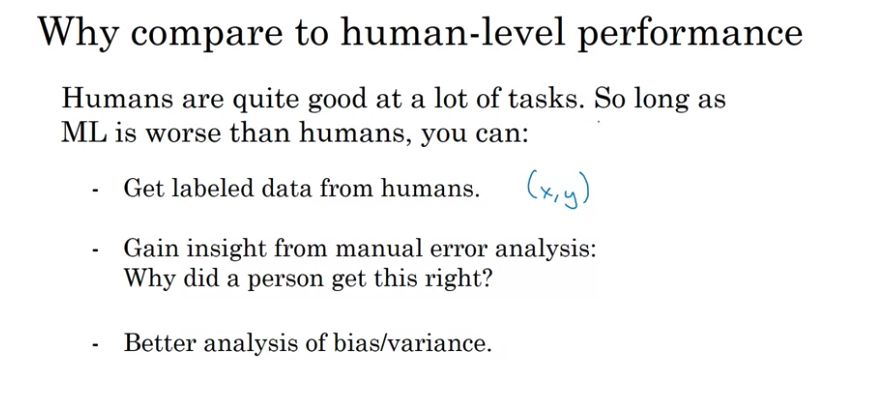 Why compare to human-level performance
Humans are quite good at a lot of tasks. So long as
ML is worse than humans, you can:
- Get labeled data from humans. (x,y)
- Gain insight from manual error analysis:
Why did a person get this right?
- Better analysis of bias/variance.